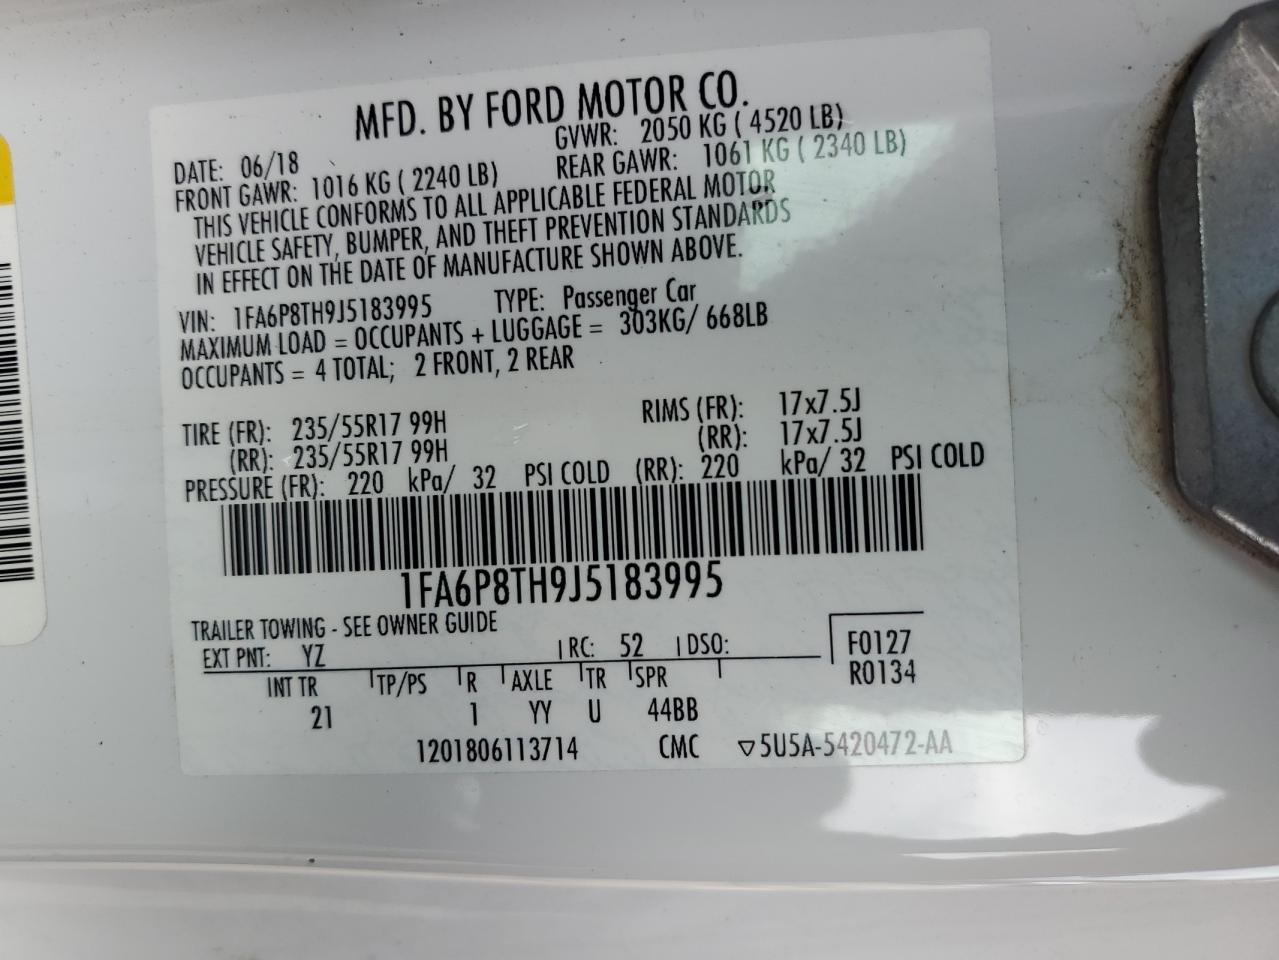 MFD. BY FORD MOTOR CO.
DATE: 06/18 GVWR: 2050 KG ( 4520 LB)
FRONT GAWR: 1016 KG ( 2240 LB) REAR GAWR: 1061 KG ( 2340 LB)
THIS VEHICLE CONFORMS TO ALL APPLICABLE FEDERAL MOTOR
VEHICLE SAFETY, BUMPER, AND THEFT PREVENTION STANDARDS
IN EFFECT ON THE DATE OF MANUFACTURE SHOWN ABOVE.
VIN: 1FA6P8TH9J5183995 TYPE: Passenger Car
MAXIMUM LOAD = OCCUPANTS + LUGGAGE = 303KG/ 668LB
OCCUPANTS = 4 TOTAL; 2 FRONT, 2 REAR
TIRE (FR): 235/55R17 99H RIMS (FR): 17x7.5J
(RR): 235/55R17 99H (RR): 17x7.5J
PRESSURE (FR): 220 kPa/ 32 PSI COLD (RR): 220 kPa/ 32 PSI COLD
1FA6P8TH9J5183995
TRAILER TOWING - SEE OWNER GUIDE
EXT PNT: YZ RC: 52 DSO: F0127
R0134
INT TR TP/PS R AXLE TR SPR
21 1 YY U 44BB
1201806113714 CMC ▽5U5A-5420472-AA